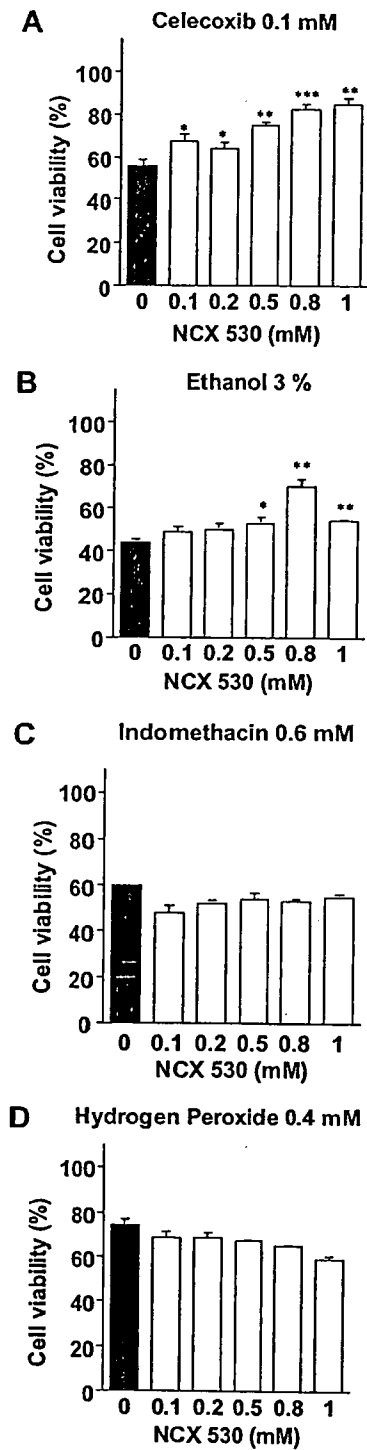 A
Celecoxib 0.1 mM
Cell viability (%)
100
80
60
40
20
0
* * ** *** **
0 0.1 0.2 0.5 0.8 1
NCX 530 (mM)
B
Ethanol 3 %
Cell viability (%)
100
80
60
40
20
0
* ** **
0 0.1 0.2 0.5 0.8 1
NCX 530 (mM)
C
Indomethacin 0.6 mM
Cell viability (%)
100
80
60
40
20
0
0 0.1 0.2 0.5 0.8 1
NCX 530 (mM)
D
Hydrogen Peroxide 0.4 mM
Cell viability (%)
100
80
60
40
20
0
0 0.1 0.2 0.5 0.8 1
NCX 530 (mM)